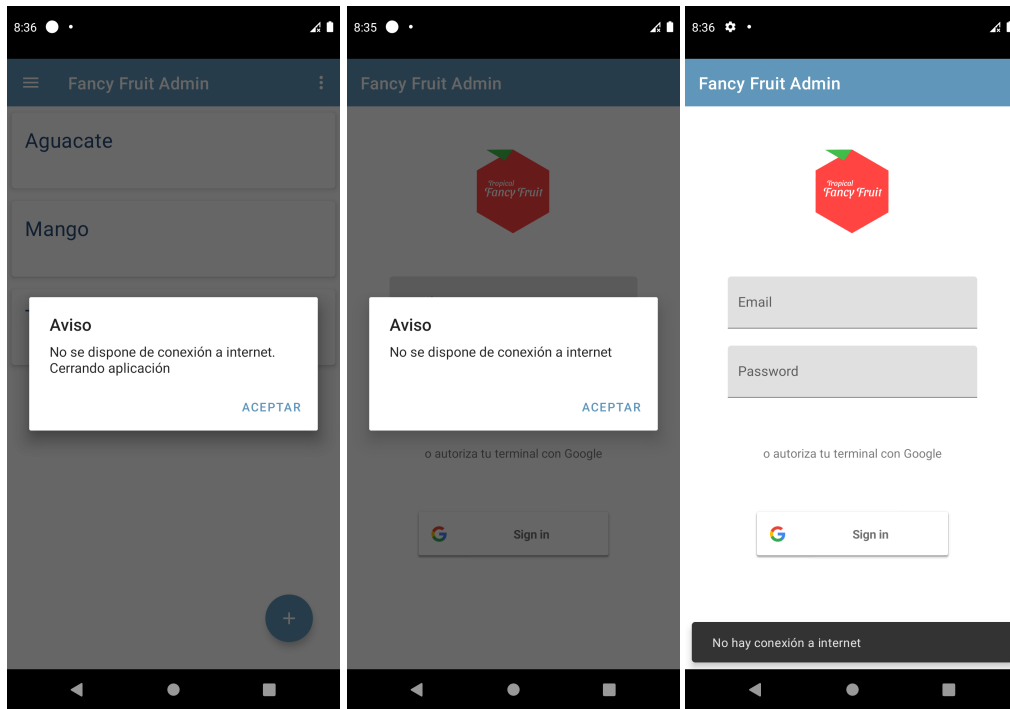 8:36
Fancy Fruit Admin
Aguacate
Mango
Aviso
No se dispone de conexión a internet.
Cerrando aplicación
ACEPTAR
+
8:35
Fancy Fruit Admin
Tropical
Fancy Fruit
Aviso
No se dispone de conexión a internet
ACEPTAR
o autoriza tu terminal con Google
G Sign in
8:36
Fancy Fruit Admin
Tropical
Fancy Fruit
Email
Password
o autoriza tu terminal con Google
G Sign in
No hay conexión a internet